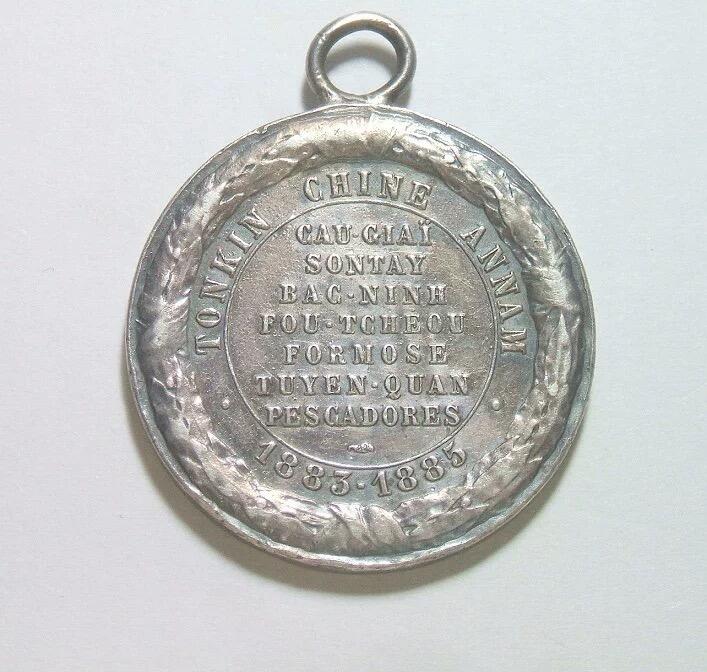 TONKIN CHINE ANNAM
CAU·GIAÏ
SONTAY
BAC·NINH
FOU·TCHEOU
FORMOSE
TUYEN·QUAN
PESCADORES
1883·1885